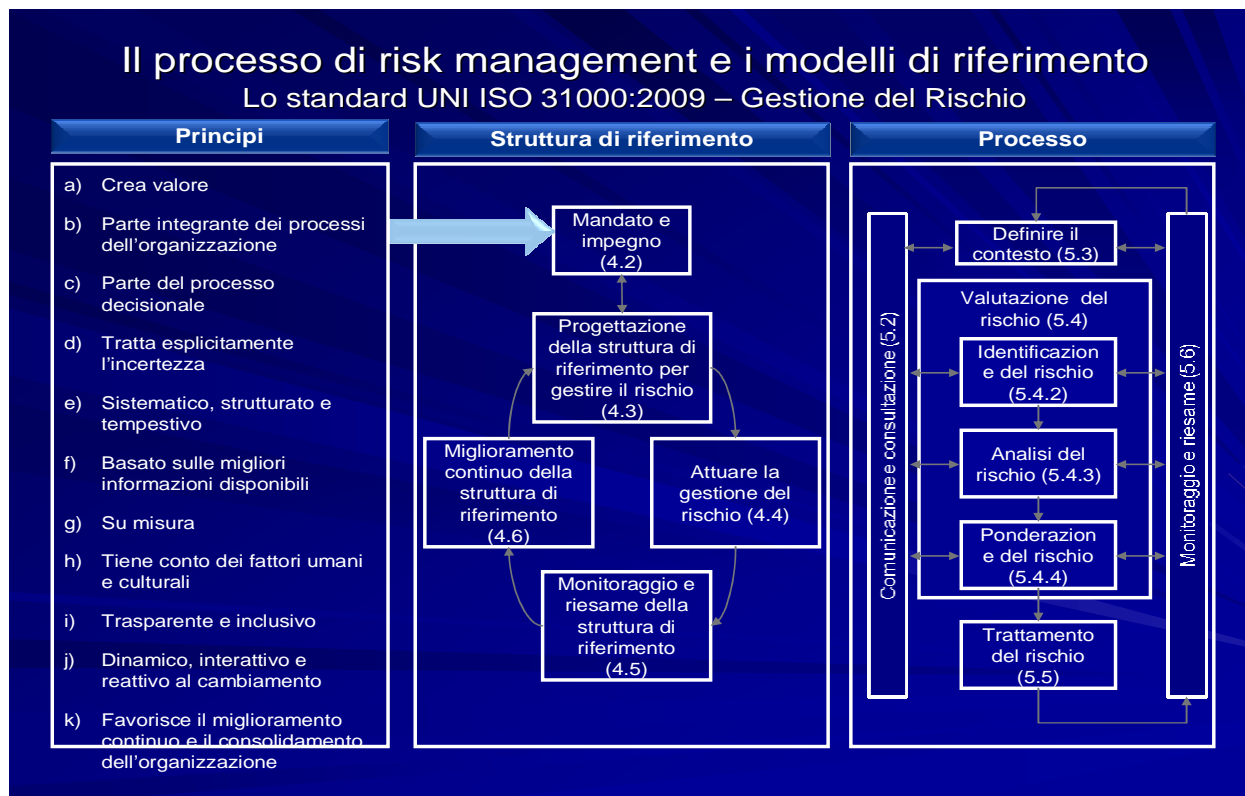 Il processo di risk management e i modelli di riferimento
Lo standard UNI ISO 31000:2009 – Gestione del Rischio
Principi
a) Crea valore
b) Parte integrante dei processi
dell'organizzazione
c) Parte del processo
decisionale
d) Tratta esplicitamente
l'incertezza
e) Sistematico, strutturato e
tempestivo
f) Basato sulle migliori
informazioni disponibili
g) Su misura
h) Tiene conto dei fattori umani
e culturali
i) Trasparente e inclusivo
j) Dinamico, interattivo e
reattivo al cambiamento
k) Favorisce il miglioramento
continuo e il consolidamento
dell'organizzazione
Struttura di riferimento
Mandato e
impegno
(4.2)
Progettazione
della struttura di
riferimento per
gestire il rischio
(4.3)
Miglioramento
continuo della
struttura di
riferimento
(4.6)
Attuare la
gestione del
rischio (4.4)
Monitoraggio e
riesame della
struttura di
riferimento
(4.5)
Processo
Comunicazione e consultazione (5.2)
Definire il
contesto (5.3)
Valutazione del
rischio (5.4)
Identificazion
e del rischio
(5.4.2)
Analisi del
rischio (5.4.3)
Ponderazion
e del rischio
(5.4.4)
Trattamento
del rischio
(5.5)
Monitoraggio e riesame (5.6)